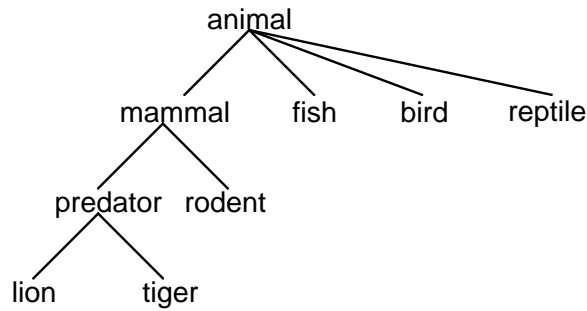 animal
mammal fish bird reptile
predator rodent
lion tiger